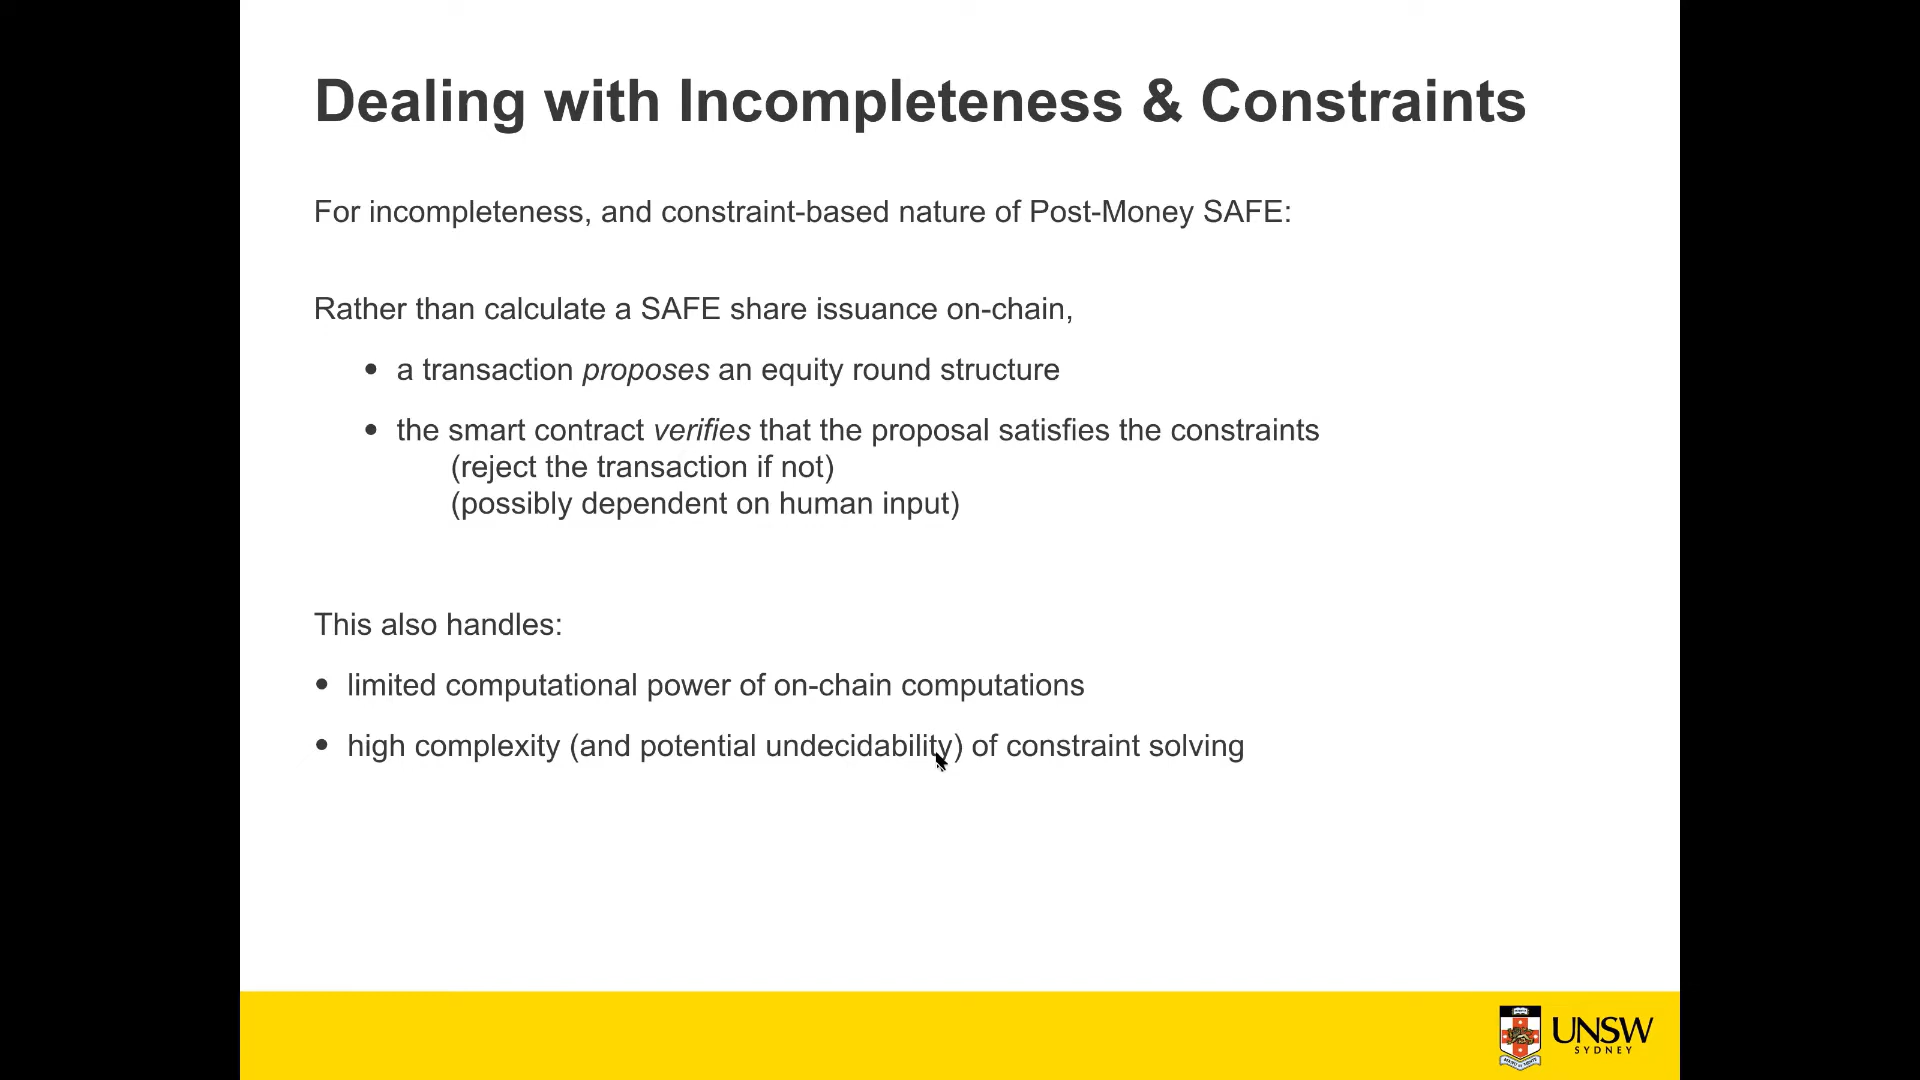 Dealing with Incompleteness & Constraints
For incompleteness, and constraint-based nature of Post-Money SAFE:
Rather than calculate a SAFE share issuance on-chain,
• a transaction proposes an equity round structure
• the smart contract verifies that the proposal satisfies the constraints
(reject the transaction if not)
(possibly dependent on human input)
This also handles:
• limited computational power of on-chain computations
• high complexity (and potential undecidability) of constraint solving
UNSW
SYDNEY